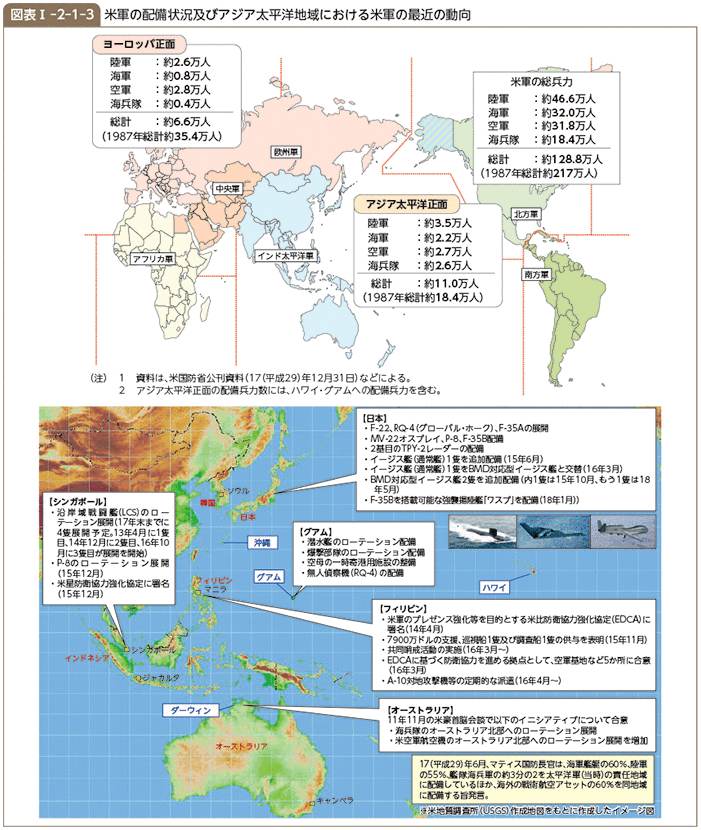 図表Ⅰ-2-1-3 米軍の配備状況及びアジア太平洋地域における米軍の最近の動向
ヨーロッパ正面
陸軍 ：約2.6万人
海軍 ：約0.8万人
空軍 ：約2.8万人
海兵隊 ：約0.4万人
総計 ：約6.6万人
(1987年総計約35.4万人)
米軍の総兵力
陸軍 ：約46.6万人
海軍 ：約32.0万人
空軍 ：約31.8万人
海兵隊 ：約18.4万人
総計 ：約128.8万人
(1987年総計約217万人)
欧州軍
中央軍
アフリカ軍
インド太平洋軍
北方軍
南方軍
アジア太平洋正面
陸軍 ：約3.5万人
海軍 ：約2.2万人
空軍 ：約2.7万人
海兵隊 ：約2.6万人
総計 ：約11.0万人
(1987年総計約18.4万人)
(注) 1 資料は、米国防省公刊資料(17(平成29)年12月31日)などによる。
2 アジア太平洋正面の配備兵力数には、ハワイ・グアムへの配備兵力を含む。
【日本】
・F-22、RQ-4(グローバル・ホーク)、F-35Aの展開
・MV-22オスプレイ、P-8、F-35B配備
・2基目のTPY-2レーダーの配備
・イージス艦(通常艦)1隻を追加配備(15年6月)
・イージス艦(通常艦)1隻をBMD対応型イージス艦と交替(16年3月)
・BMD対応型イージス艦2隻を追加配備(内1隻は15年10月、もう1隻は18
年5月)
・F-35Bを搭載可能な強襲揚陸艦「ワスプ」を配備(18年1月))
【シンガポール】
・沿岸域戦闘艦(LCS)のロー
テーション展開(17年末までに
4隻展開予定。13年4月に1隻
目、14年12月に2隻目、16年10
月に3隻目が展開を開始)
・P-8のローテーション展開
(15年12月)
・米星防衛協力強化協定に署名
(15年12月)
ソウル
韓国
日本
沖縄
【グアム】
・潜水艦のローテーション配備
・爆撃部隊のローテーション配備
・空母の一時寄港用施設の整備
・無人偵察機(RQ-4)の配備
グアム
ハワイ
フィリピン
マニラ
【フィリピン】
・米軍のプレゼンス強化等を目的とする米比防衛協力強化協定(EDCA)に
署名(14年4月)
・7900万ドルの支援、巡視船1隻及び調査船1隻の供与を表明(15年11月)
・共同哨戒活動の実施(16年3月～)
・EDCAに基づく防衛協力を進める拠点として、空軍基地など5か所に合意
(16年3月)
・A-10対地攻撃機等の定期的な派遣(16年4月～)
シンガポール
インドネシア
ジャカルタ
ダーウィン
【オーストラリア】
11年11月の米豪首脳会談で以下のイニシアティブについて合意
・海兵隊のオーストラリア北部へのローテーション展開
・米空軍航空機のオーストラリア北部へのローテーション展開を増加
オーストラリア
キャンベラ
17(平成29)年6月、マティス国防長官は、海軍艦艇の60%、陸軍
の55%、艦隊海兵軍の約3分の2を太平洋軍(当時)の責任地域
に配備しているほか、海外の戦術航空アセットの60%を同地域
に配備する旨発言。
※米地質調査所(USGS)作成地図をもとに作成したイメージ図